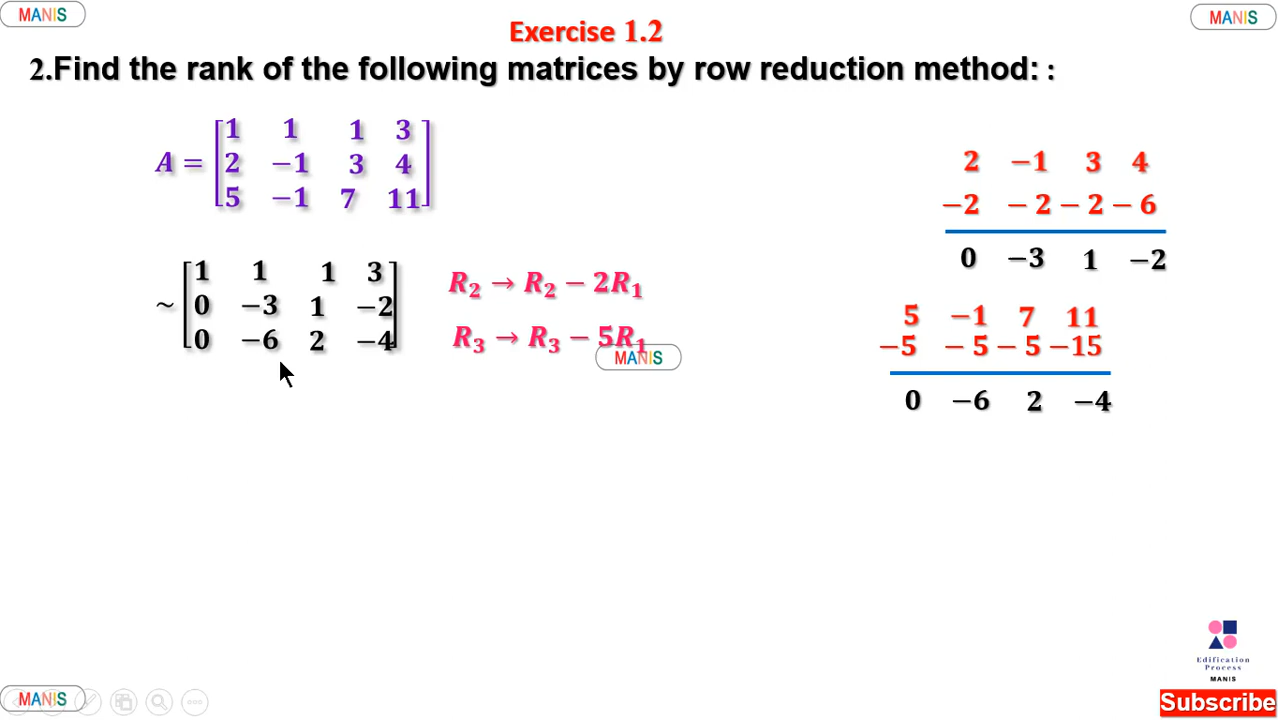 MANIS
MANIS
Exercise 1.2
2.Find the rank of the following matrices by row reduction method: :
A = [1 1 1 3
2 −1 3 4
5 −1 7 11]
~ [1 1 1 3
0 −3 1 −2
0 −6 2 −4]
R₂ → R₂ − 2R₁
R₃ → R₃ − 5R₁
MANIS
2 −1 3 4
−2 − 2 − 2 − 6
0 −3 1 −2
5 −1 7 11
−5 − 5 − 5 −15
0 −6 2 −4
Edification
Process
MANIS
MANIS
Subscribe